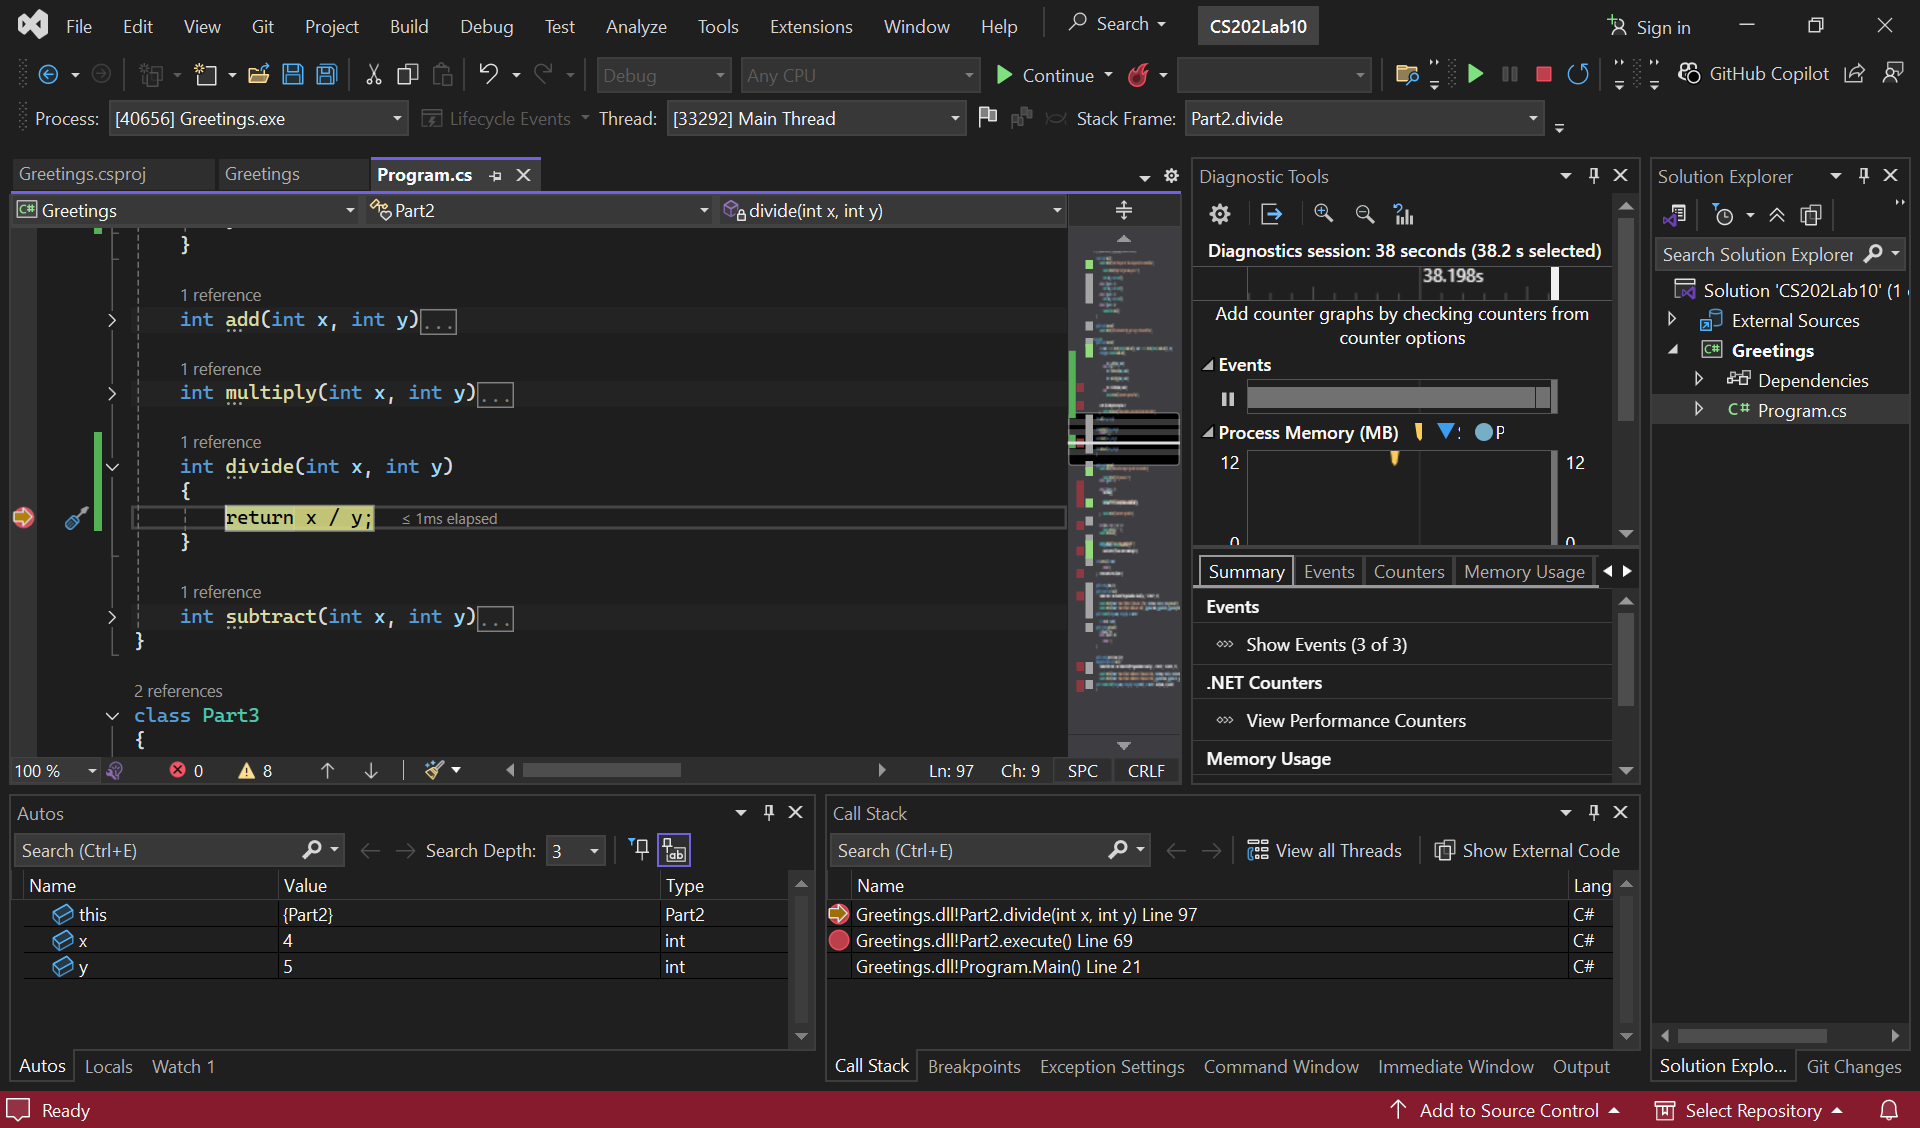 File Edit View Git Project Build Debug Test Analyze Tools Extensions Window Help Search CS202Lab10 Sign in
Debug Any CPU Continue GitHub Copilot
Process: [40656] Greetings.exe Lifecycle Events Thread: [33292] Main Thread Stack Frame: Part2.divide
Greetings.csproj Greetings Program.cs
Greetings Part2 divide(int x, int y)
}
1 reference
int add(int x, int y)...
1 reference
int multiply(int x, int y)...
1 reference
int divide(int x, int y)
{
return x / y; ≤ 1ms elapsed
}
1 reference
int subtract(int x, int y)...
}
2 references
class Part3
{
100 % 0 8 Ln: 97 Ch: 9 SPC CRLF
Diagnostic Tools
Diagnostics session: 38 seconds (38.2 s selected)
38.198s
Add counter graphs by checking counters from
counter options
Events
Process Memory (MB) P
12 12
0 0
Summary Events Counters Memory Usage
Events
Show Events (3 of 3)
.NET Counters
View Performance Counters
Memory Usage
Solution Explorer
Search Solution Explorer
Solution 'CS202Lab10' (1
External Sources
Greetings
Dependencies
C# Program.cs
Autos
Search (Ctrl+E) Search Depth: 3
Name Value Type
this {Part2} Part2
x 4 int
y 5 int
Autos Locals Watch 1
Call Stack
Search (Ctrl+E) View all Threads Show External Code
Name Lang
Greetings.dll!Part2.divide(int x, int y) Line 97 C#
Greetings.dll!Part2.execute() Line 69 C#
Greetings.dll!Program.Main() Line 21 C#
Call Stack Breakpoints Exception Settings Command Window Immediate Window Output
Solution Explo... Git Changes
Ready Add to Source Control Select Repository